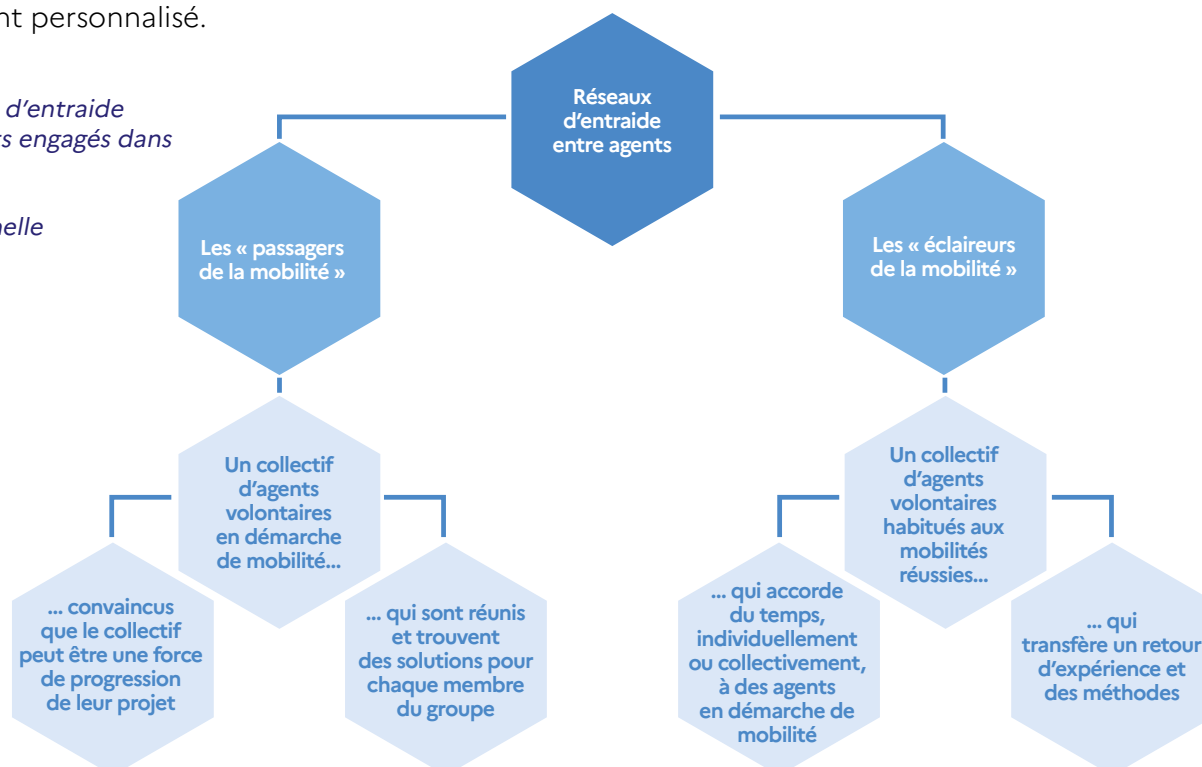 personnalisé.
d'entraide
engagés dans
Réseaux
d'entraide
entre agents
Les « passagers
de la mobilité »
Les « éclaireurs
de la mobilité »
Un collectif
d'agents
volontaires
en démarche
de mobilité...
Un collectif
d'agents
volontaires
habitués aux
mobilités
réussies...
... convaincus
que le collectif
peut être une force
de progression
de leur projet
... qui sont réunis
et trouvent
des solutions pour
chaque membre
du groupe
... qui accorde
du temps,
individuellement
ou collectivement,
à des agents
en démarche de
mobilité
... qui
transfère un retour
d'expérience et
des méthodes